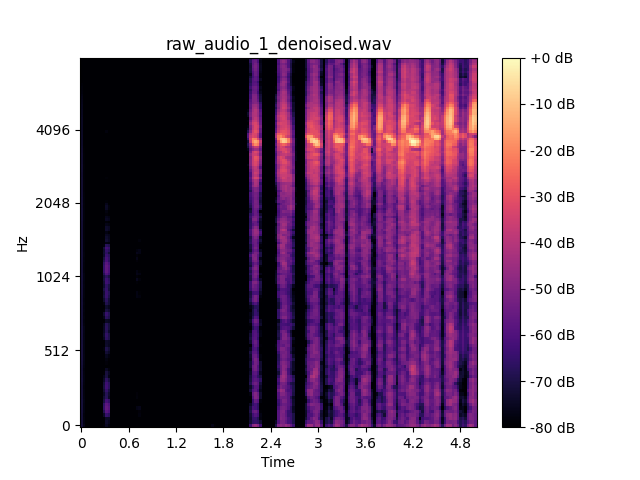 raw_audio_1_denoised.wav
+0 dB
-10 dB
-20 dB
-30 dB
-40 dB
-50 dB
-60 dB
-70 dB
-80 dB
4096
2048
1024
512
0
Hz
0
0.6
1.2
1.8
2.4
3
3.6
4.2
4.8
Time